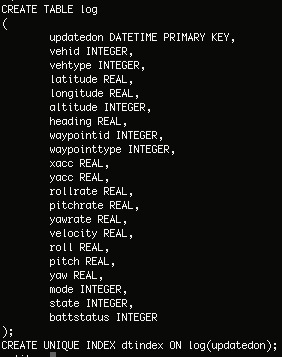 CREATE TABLE log
(
updatedon DATETIME PRIMARY KEY,
vehid INTEGER,
vehtype INTEGER,
latitude REAL,
longitude REAL,
altitude INTEGER,
heading REAL,
waypointid INTEGER,
waypointtype INTEGER,
xacc REAL,
yacc REAL,
rollrate REAL,
pitchrate REAL,
yawrate REAL,
velocity REAL,
roll REAL,
pitch REAL,
yaw REAL,
mode INTEGER,
state INTEGER,
battstatus INTEGER
);
CREATE UNIQUE INDEX dtindex ON log(updatedon);